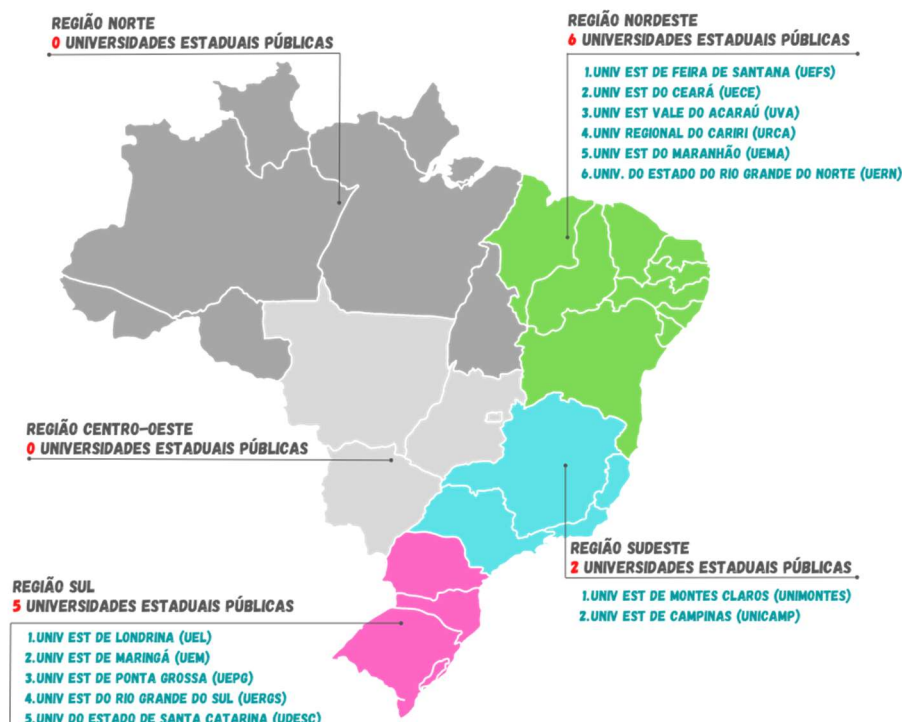 REGIÃO NORTE
0 UNIVERSIDADES ESTADUAIS PÚBLICAS
REGIÃO NORDESTE
6 UNIVERSIDADES ESTADUAIS PÚBLICAS
1.UNIV EST DE FEIRA DE SANTANA (UEFS)
2.UNIV EST DO CEARÁ (UECE)
3.UNIV EST VALE DO ACARAÚ (UVA)
4.UNIV REGIONAL DO CARIRI (URCA)
5.UNIV EST DO MARANHÃO (UEMA)
6.UNIV. DO ESTADO DO RIO GRANDE DO NORTE (UERN)
REGIÃO CENTRO-OESTE
0 UNIVERSIDADES ESTADUAIS PÚBLICAS
REGIÃO SUDESTE
2 UNIVERSIDADES ESTADUAIS PÚBLICAS
1.UNIV EST DE MONTES CLAROS (UNIMONTES)
2.UNIV EST DE CAMPINAS (UNICAMP)
REGIÃO SUL
5 UNIVERSIDADES ESTADUAIS PÚBLICAS
1.UNIV EST DE LONDRINA (UEL)
2.UNIV EST DE MARINGÁ (UEM)
3.UNIV EST DE PONTA GROSSA (UEPG)
4.UNIV EST DO RIO GRANDE DO SUL (UERGS)
5.UNIV DO ESTADO DE SANTA CATARINA (UDESC)